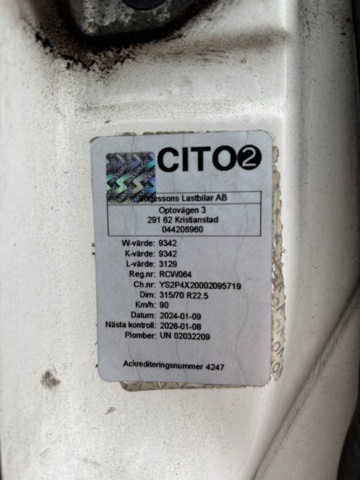 CITO2
Lastbilar AB
Optovägen 3
291 62 Kristianstad
044206960
W-värde: 9342
K-värde: 9342
L-värde: 3129
Reg.nr: RCW064
Ch.nr: YS2P4X20002095719
Dim: 315/70 R22.5
Km/h: 90
Datum: 2024-01-09
Nästa kontroll: 2026-01-08
Plomber: UN 02032209
Ackrediteringsnummer 4247